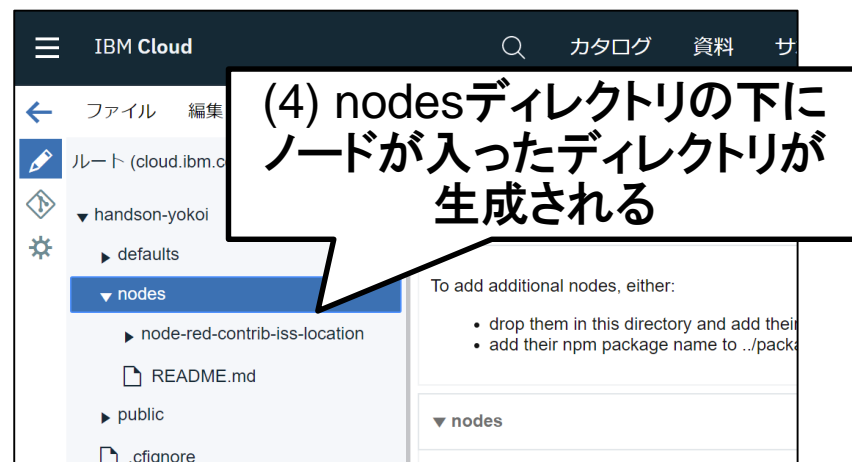 IBM Cloud
カタログ 資料 サ
(4) nodesディレクトリの下に
ノードが入ったディレクトリが
生成される
ファイル 編集
ルート (cloud.ibm.c
handson-yokoi
defaults
nodes
node-red-contrib-iss-location
README.md
public
.cfignore
To add additional nodes, either:
• drop them in this directory and add their
• add their npm package name to ../packa
nodes